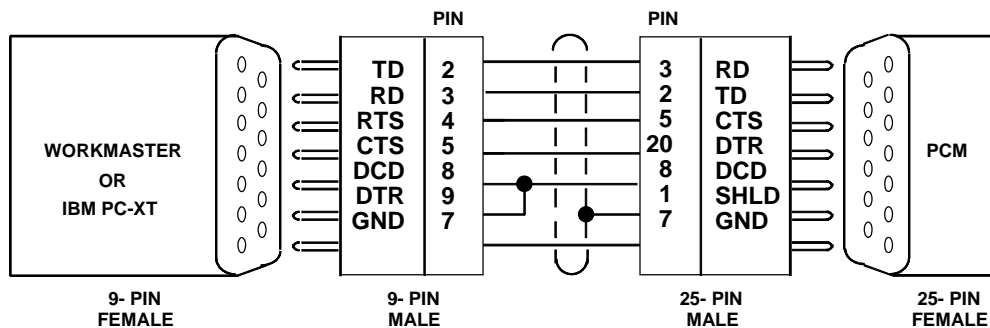 PIN PIN
WORKMASTER
OR
IBM PC-XT
TD 2 3 RD
RD 3 2 TD
RTS 4 5 CTS
CTS 5 20 DTR
DCD 8 8 DCD
DTR 9 1 SHLD
GND 7 7 GND
PCM
9- PIN
FEMALE
9- PIN
MALE
25- PIN
MALE
25- PIN
FEMALE